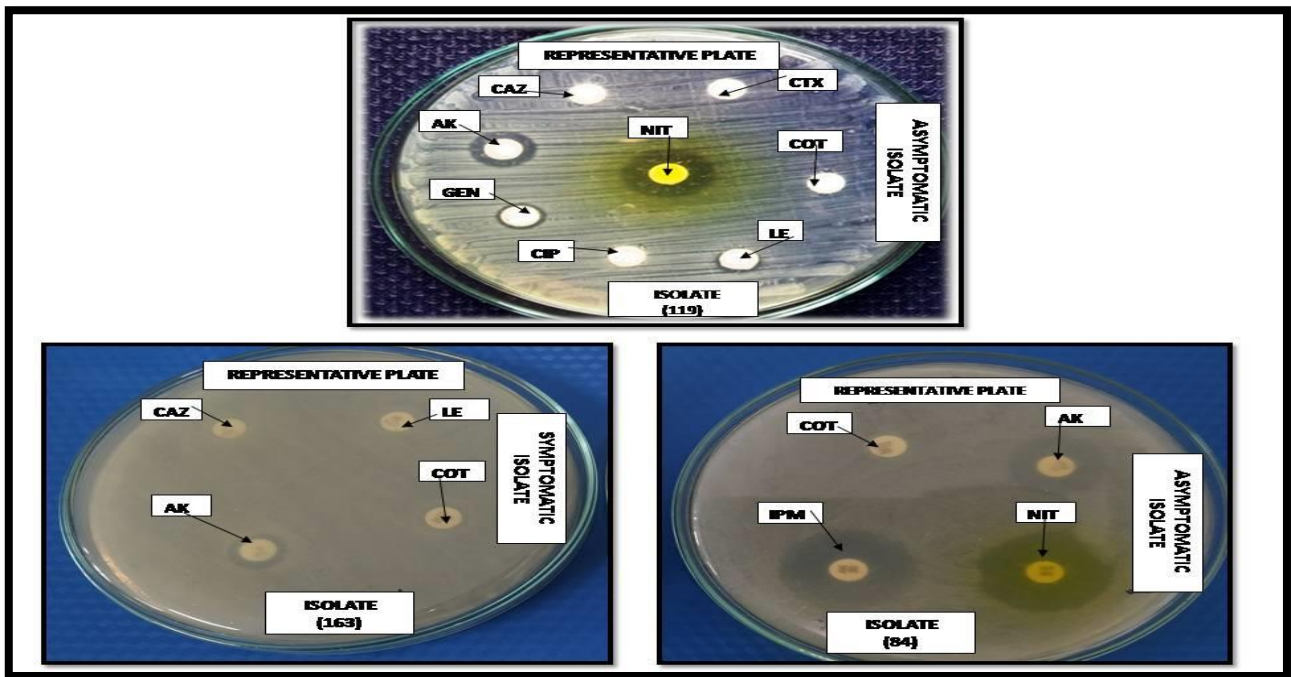 REPRESENTATIVE PLATE
CAZ
CTX
AK
NIT
COT
GEN
CIP
LE
ASYMPTOMATIC
ISOLATE
ISOLATE
(119)
REPRESENTATIVE PLATE
CAZ
LE
COT
AK
SYMPTOMATIC
ISOLATE
ISOLATE
(163)
REPRESENTATIVE PLATE
COT
AK
IPM
NIT
ASYMPTOMATIC
ISOLATE
ISOLATE
(84)